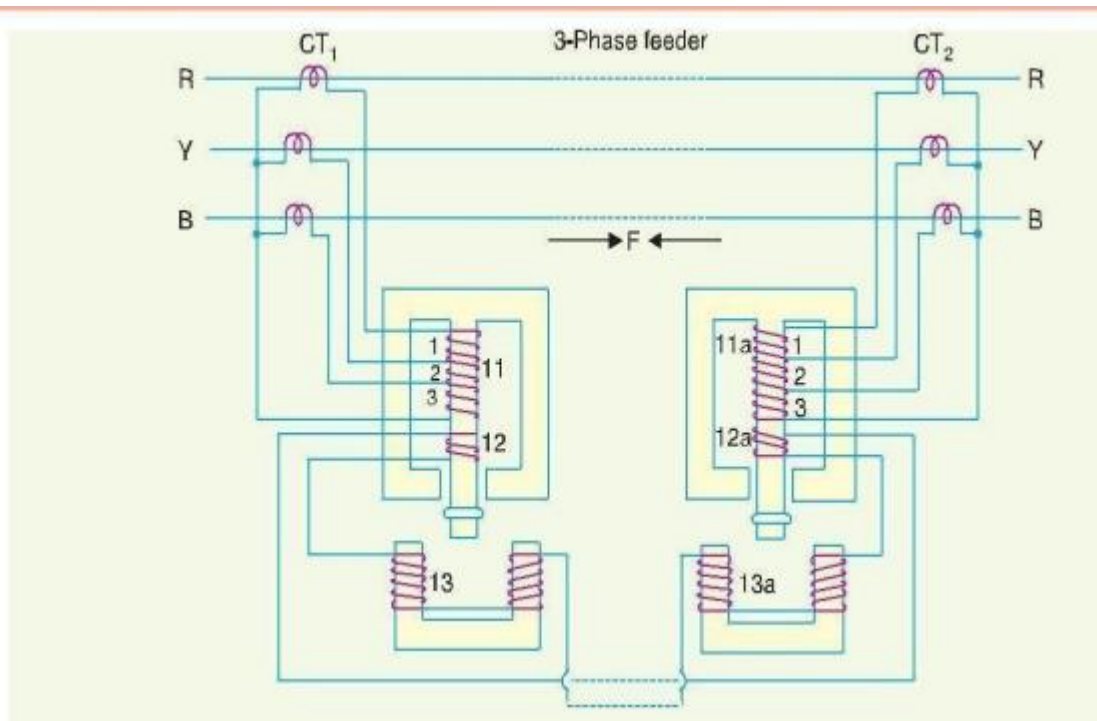 CT₁ 3-Phase feeder CT₂
R R
Y Y
B B
F
1 11a 1
2 11 2
3 3
12 12a
13 13a